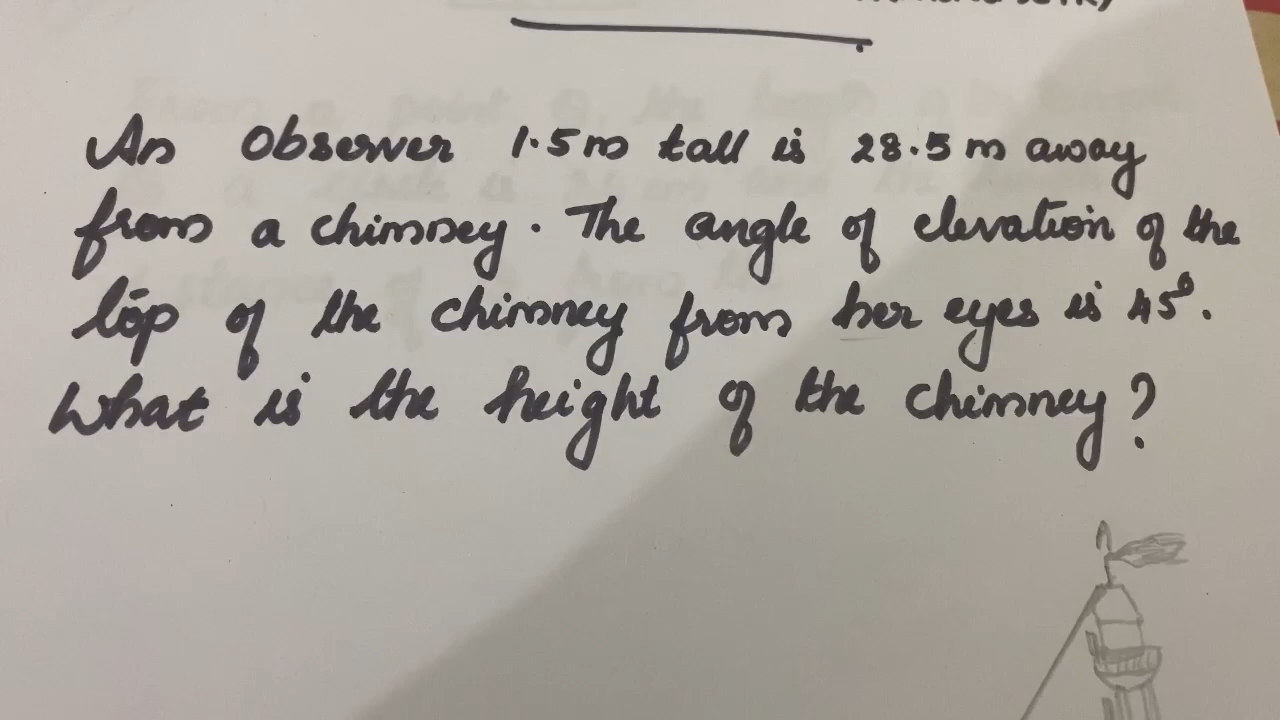 An Observer 1.5m tall is 28.5m away
from a chimney. The angle of elevation of the
top of the chimney from her eyes is 45°.
What is the height of the chimney?